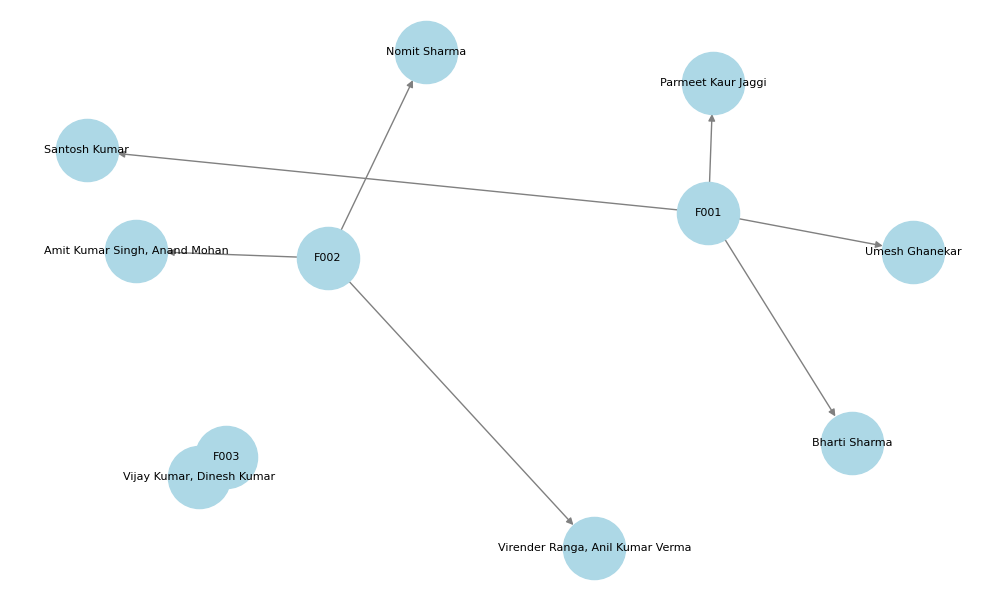 Nomit Sharma
Parmeet Kaur Jaggi
Santosh Kumar
F001
Amit Kumar Singh, Anand Mohan
F002
Umesh Ghanekar
Bharti Sharma
F003
Vijay Kumar, Dinesh Kumar
Virender Ranga, Anil Kumar Verma